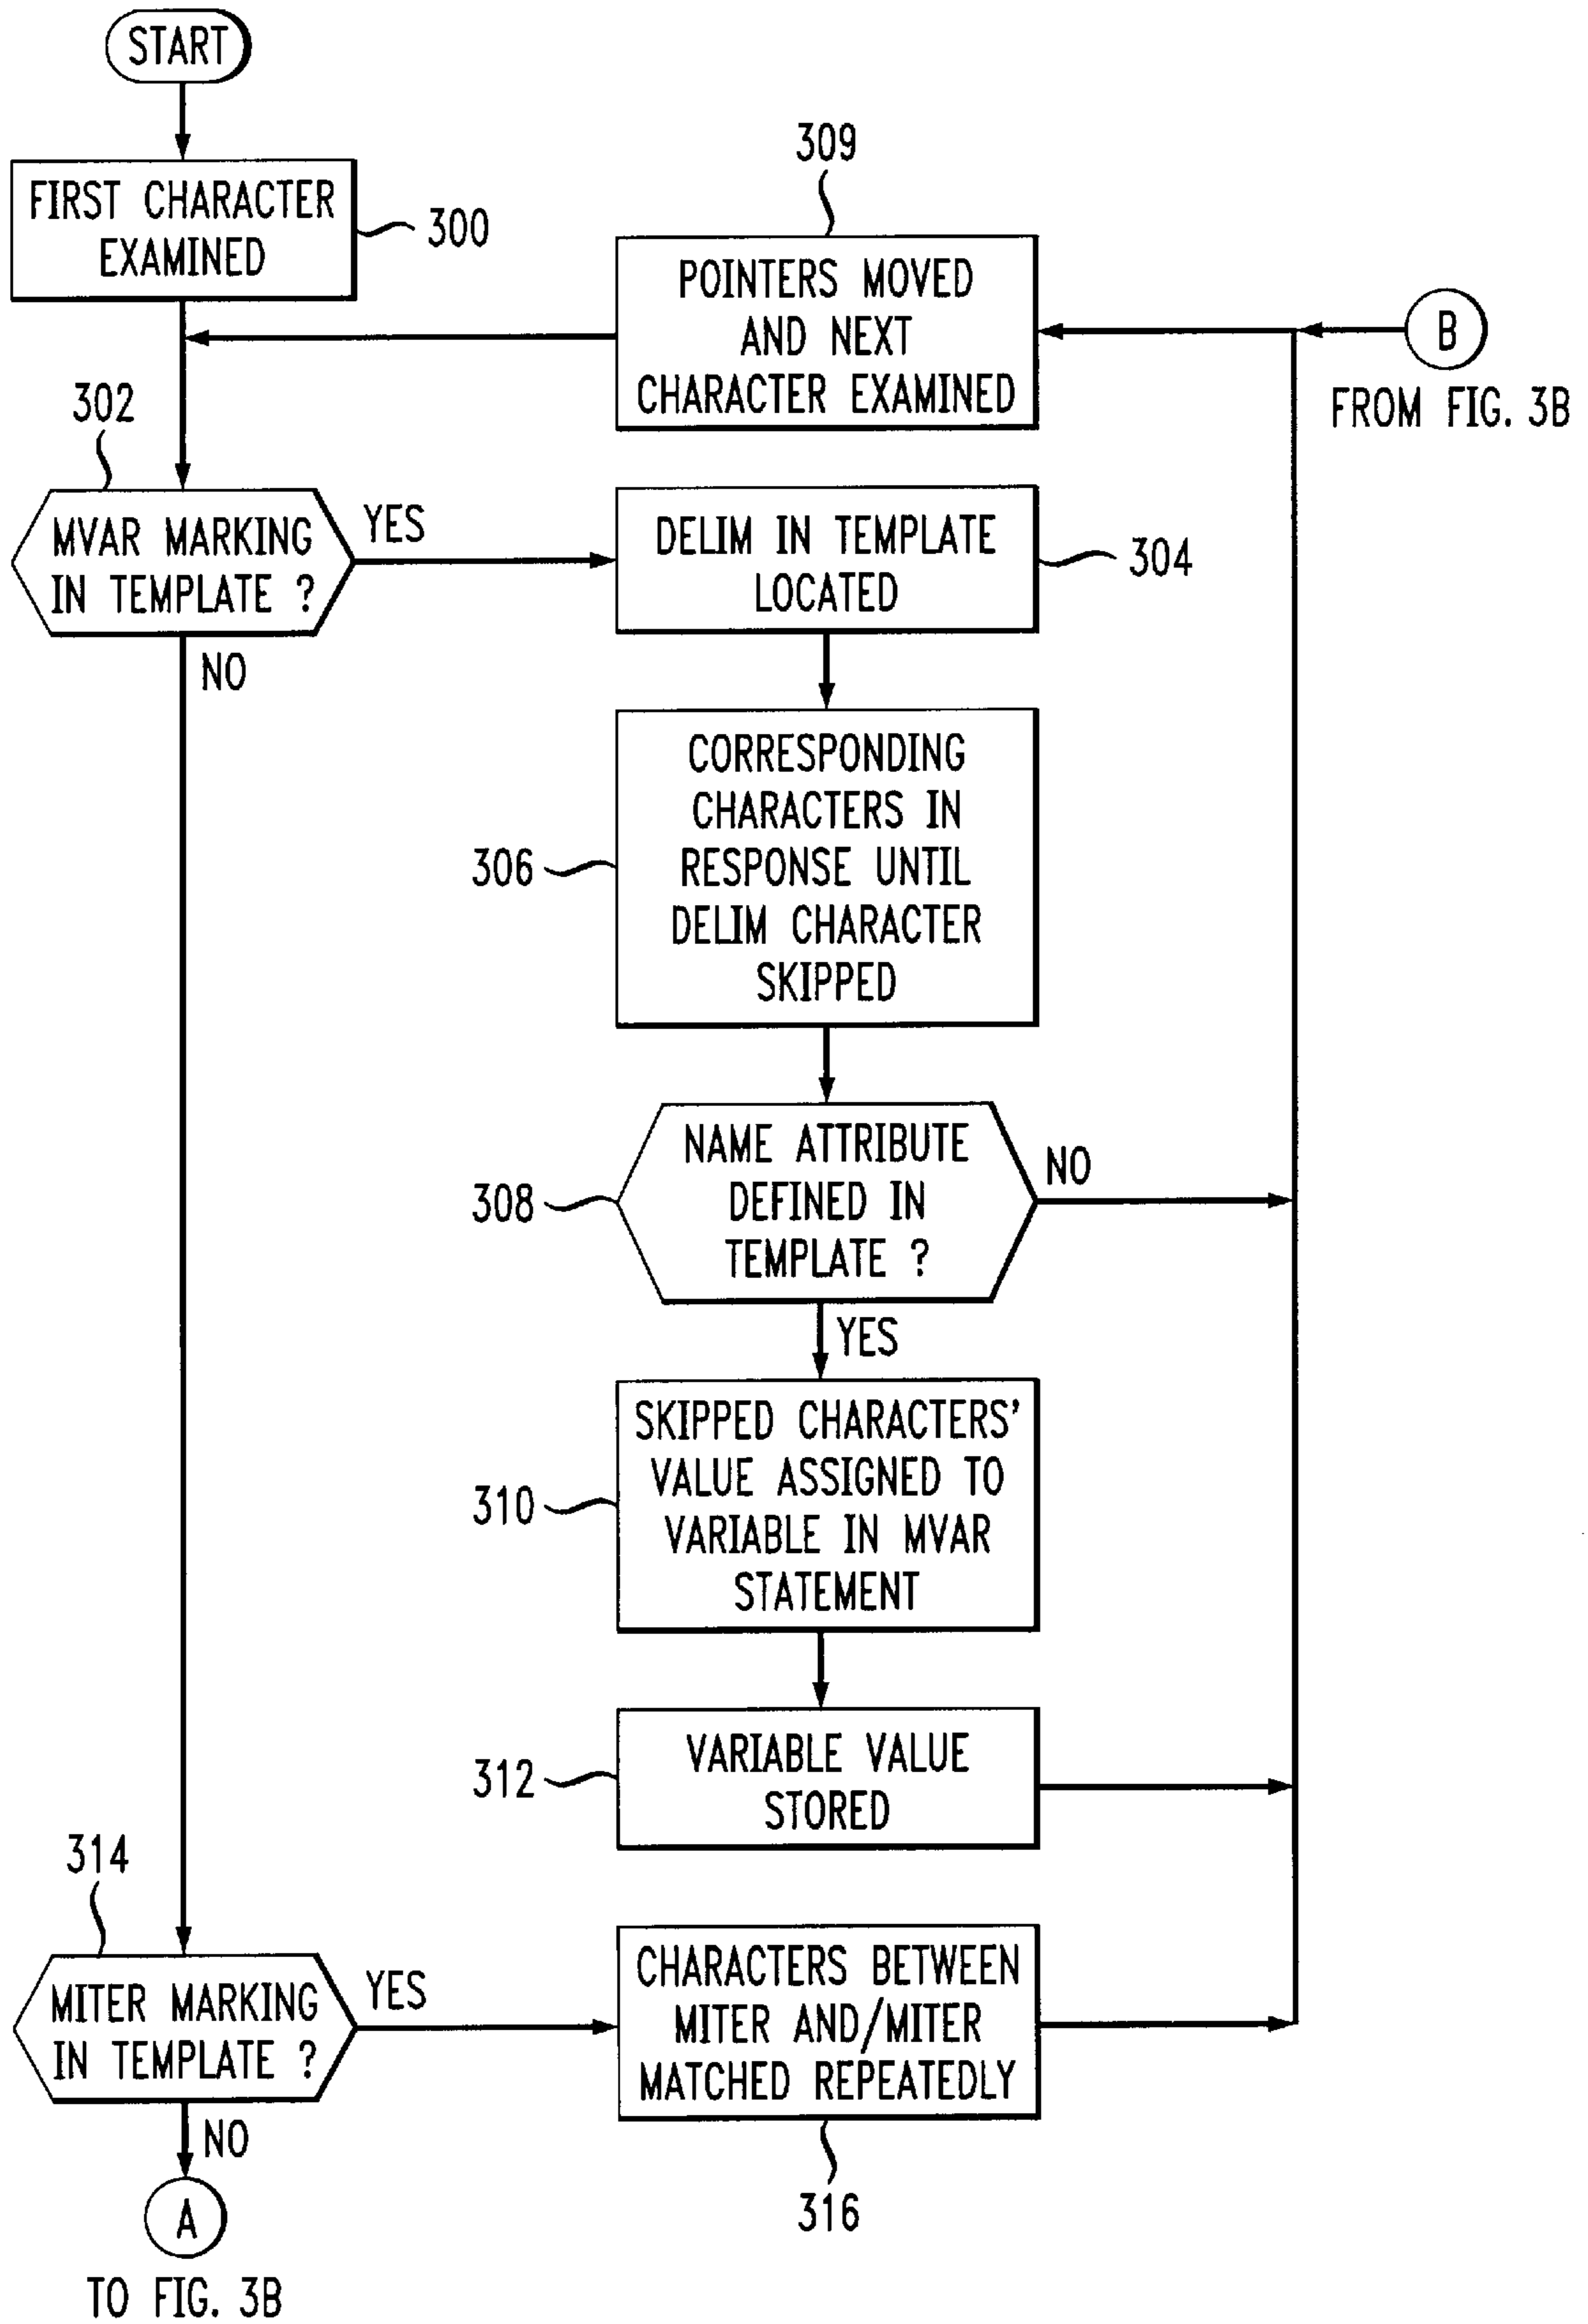 START
FIRST CHARACTER
EXAMINED
300
309
POINTERS MOVED
AND NEXT
CHARACTER EXAMINED
B
FROM FIG. 3B
302
MVAR MARKING
IN TEMPLATE ?
YES
NO
DELIM IN TEMPLATE
LOCATED
304
CORRESPONDING
CHARACTERS IN
RESPONSE UNTIL
DELIM CHARACTER
SKIPPED
306
NAME ATTRIBUTE
DEFINED IN
TEMPLATE ?
308
NO
YES
SKIPPED CHARACTERS'
VALUE ASSIGNED TO
VARIABLE IN MVAR
STATEMENT
310
VARIABLE VALUE
STORED
312
314
MITER MARKING
IN TEMPLATE ?
YES
NO
CHARACTERS BETWEEN
MITER AND/MITER
MATCHED REPEATEDLY
316
A
TO FIG. 3B